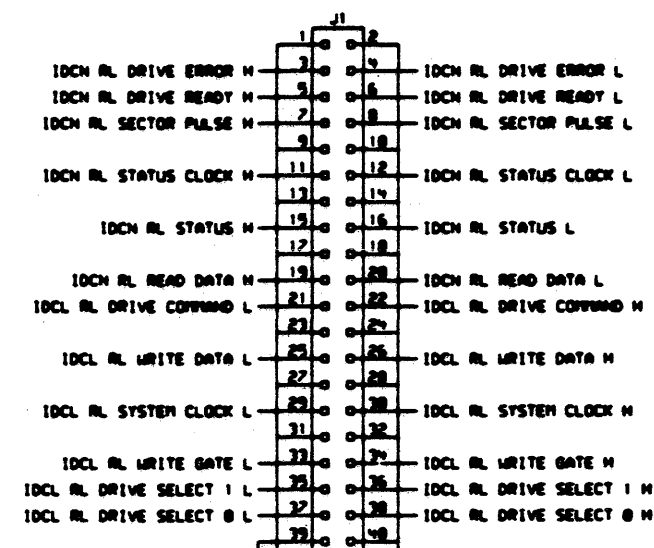 J1
1 2
IDCN RL DRIVE ERROR H 3 4 IDCN RL DRIVE ERROR L
IDCN RL DRIVE READY H 5 6 IDCN RL DRIVE READY L
IDCN RL SECTOR PULSE H 7 8 IDCN RL SECTOR PULSE L
9 10
IDCN RL STATUS CLOCK H 11 12 IDCN RL STATUS CLOCK L
13 14
IDCN RL STATUS H 15 16 IDCN RL STATUS L
17 18
IDCN RL READ DATA H 19 20 IDCN RL READ DATA L
IDCL RL DRIVE COMMAND L 21 22 IDCL RL DRIVE COMMAND H
23 24
IDCL RL WRITE DATA L 25 26 IDCL RL WRITE DATA H
27 28
IDCL RL SYSTEM CLOCK L 29 30 IDCL RL SYSTEM CLOCK H
31 32
IDCL RL WRITE GATE L 33 34 IDCL RL WRITE GATE H
IDCL RL DRIVE SELECT 1 L 35 36 IDCL RL DRIVE SELECT 1 H
IDCL RL DRIVE SELECT 0 L 37 38 IDCL RL DRIVE SELECT 0 H
39 40